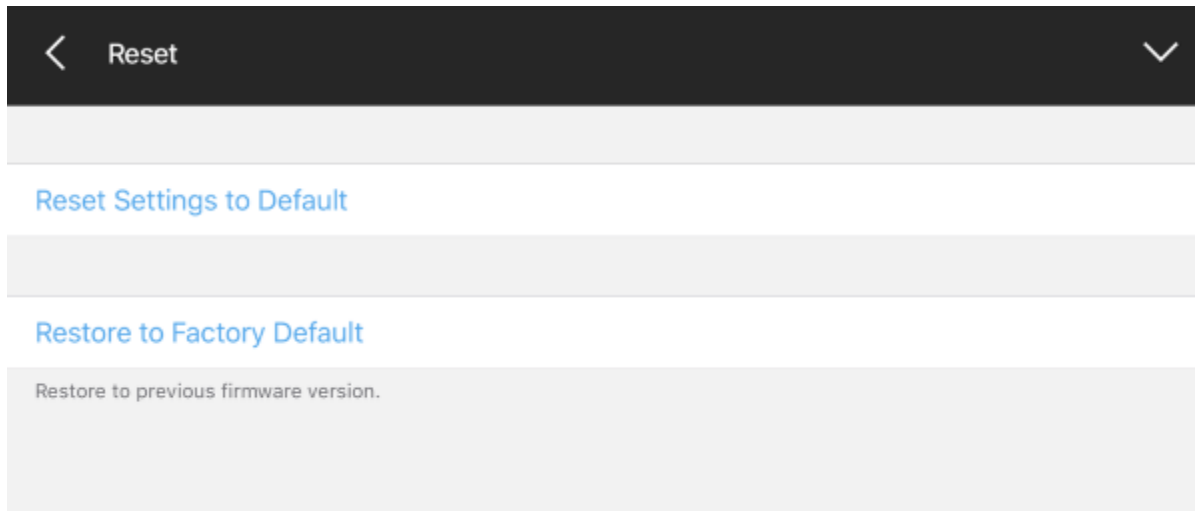 Reset
Reset Settings to Default
Restore to Factory Default
Restore to previous firmware version.